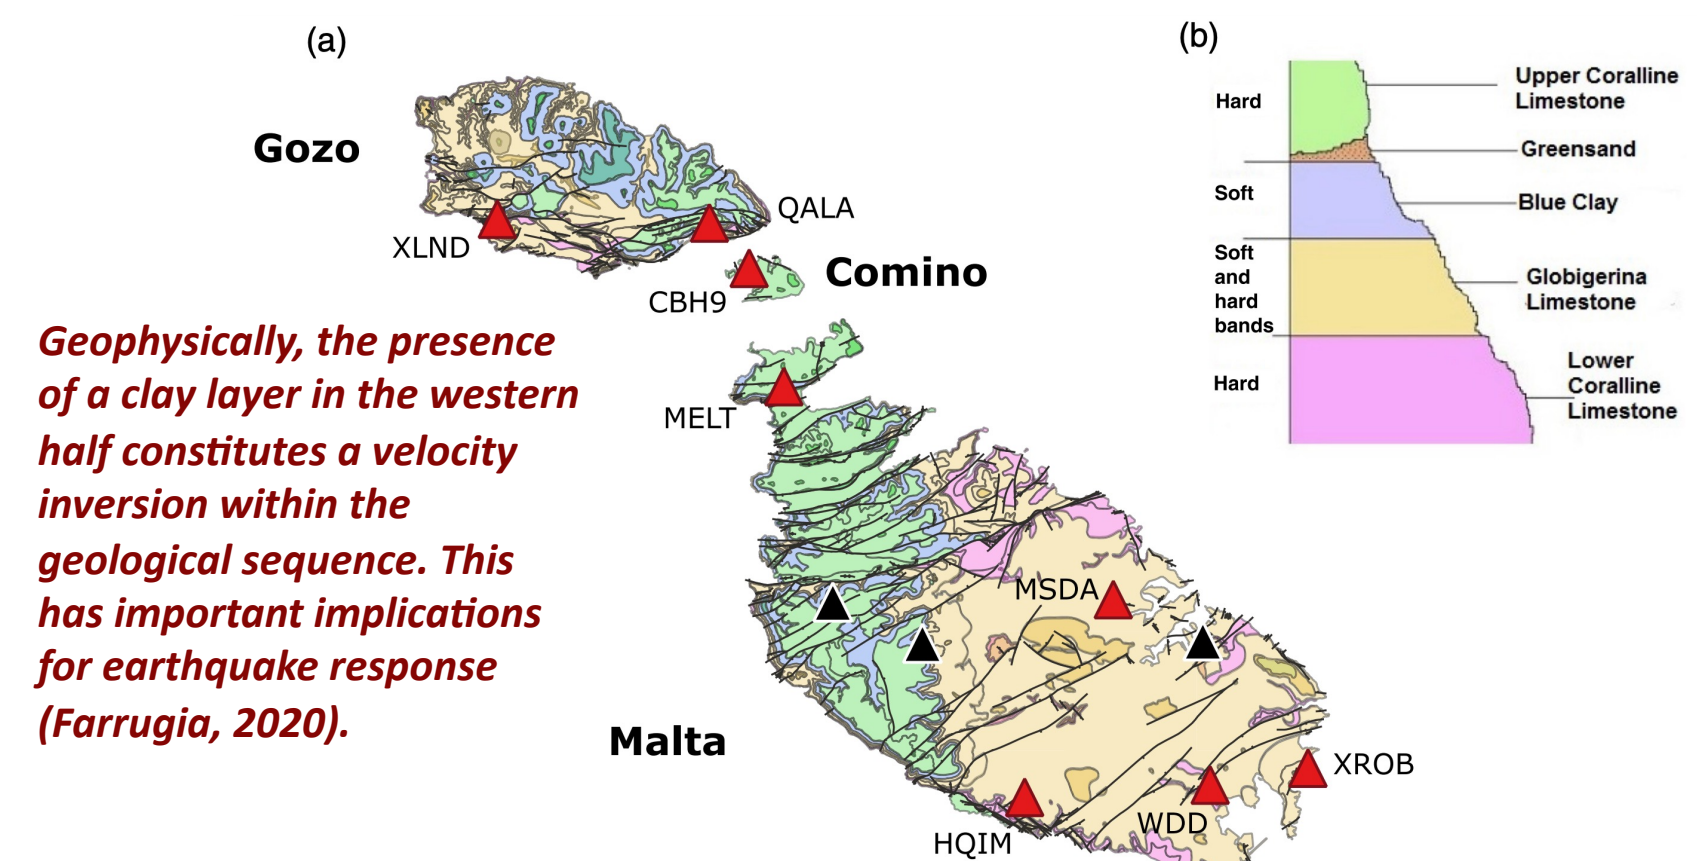 (a)
(b)
Gozo
XLND
QALA
CBH9
Comino
Geophysically, the presence
of a clay layer in the western
half constitutes a velocity
inversion within the
geological sequence. This
has important implications
for earthquake response
(Farrugia, 2020).
MELT
MSDA
Malta
XROB
WDD
HQIM
Hard
Upper Coralline
Limestone
Greensand
Soft
Blue Clay
Soft
and
hard
bands
Globigerina
Limestone
Hard
Lower
Coralline
Limestone